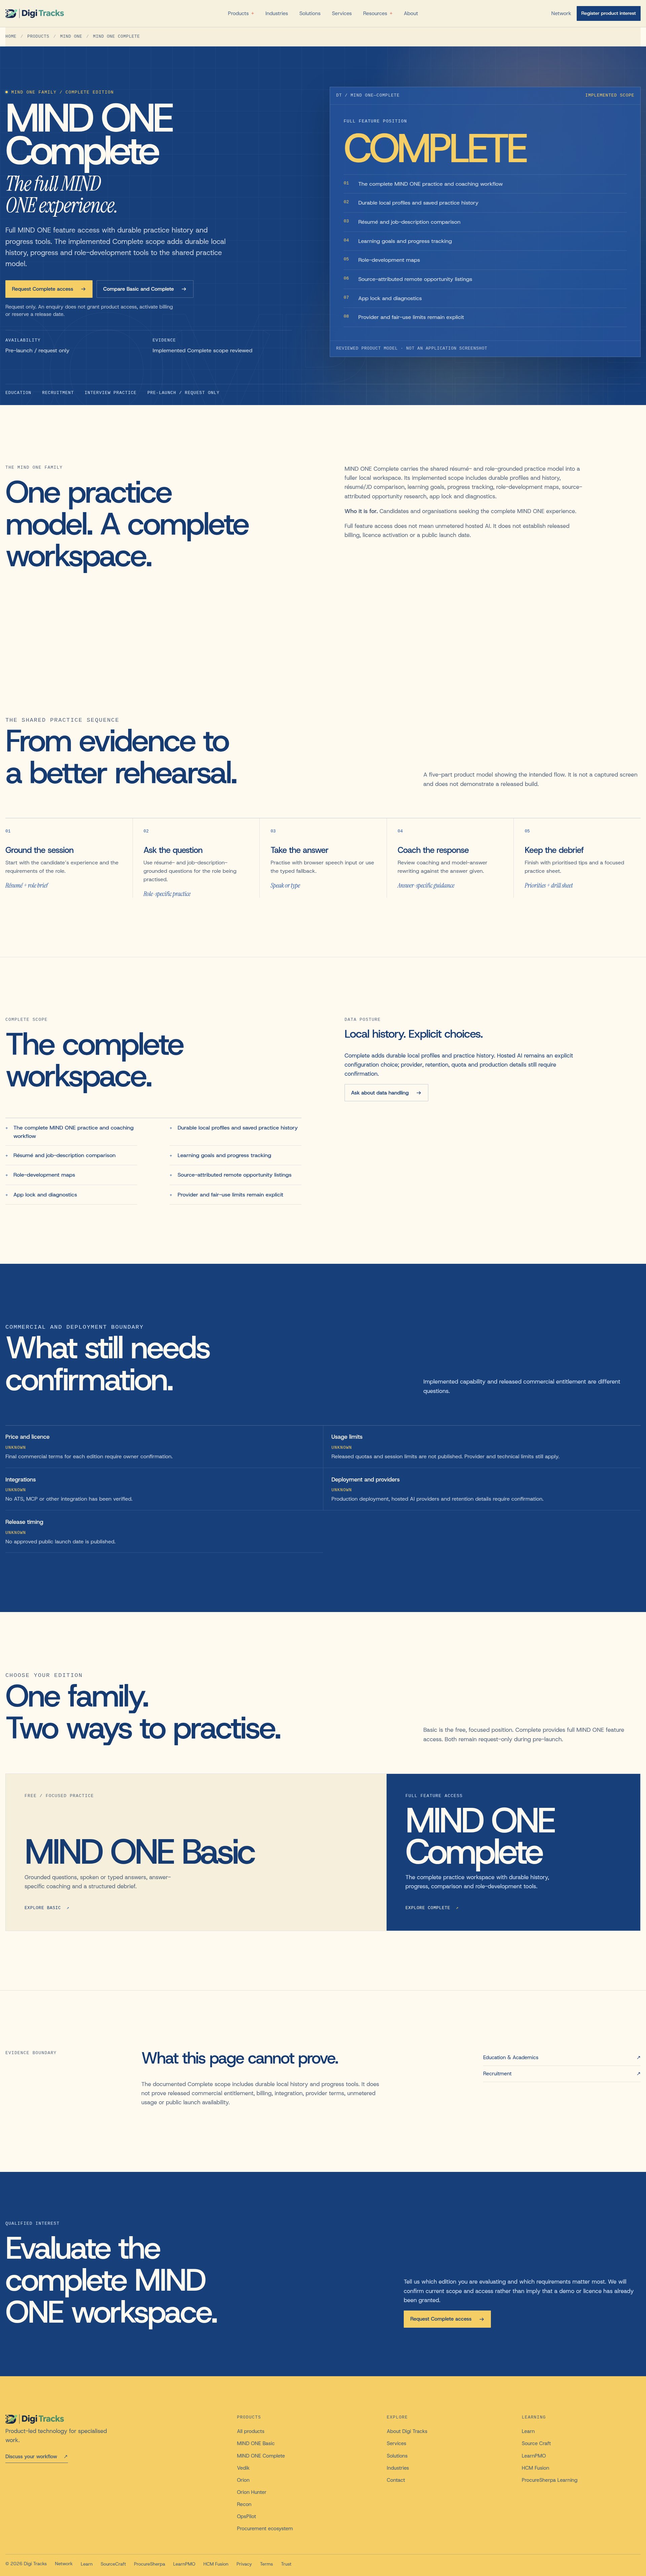 Digi Tracks
Products
Industries
Solutions
Services
Resources
About
Network
Register product interest
HOME / PRODUCTS / MIND ONE / MIND ONE COMPLETE
MIND ONE FAMILY / COMPLETE EDITION
MIND ONE
Complete
The full MIND
ONE experience.
Full MIND ONE feature access with durable practice history and
progress tools. The implemented Complete scope adds durable local
history, progress and role-development tools to the shared practice
model.
Request Complete access →
Compare Basic and Complete →
Request only. An enquiry does not grant product access, activate billing
or reserve a release date.
AVAILABILITY
Pre-launch / request only
EVIDENCE
Implemented Complete scope reviewed
DT / MIND ONE—COMPLETE
IMPLEMENTED SCOPE
FULL FEATURE POSITION
COMPLETE
01 The complete MIND ONE practice and coaching workflow
02 Durable local profiles and saved practice history
03 Résumé and job-description comparison
04 Learning goals and progress tracking
05 Role-development maps
06 Source-attributed remote opportunity listings
07 App lock and diagnostics
08 Provider and fair-use limits remain explicit
REVIEWED PRODUCT MODEL · NOT AN APPLICATION SCREENSHOT
EDUCATION
RECRUITMENT
INTERVIEW PRACTICE
PRE-LAUNCH / REQUEST ONLY
THE MIND ONE FAMILY
One practice
model. A complete
workspace.
MIND ONE Complete carries the shared résumé- and role-grounded practice model into a
fuller local workspace. Its implemented scope includes durable profiles and history,
résumé/JD comparison, learning goals, progress tracking, role-development maps, source-
attributed opportunity research, app lock and diagnostics.
Who it is for. Candidates and organisations seeking the complete MIND ONE experience.
Full feature access does not mean unmetered hosted AI. It does not establish released
billing, licence activation or a public launch date.
THE SHARED PRACTICE SEQUENCE
From evidence to
a better rehearsal.
A five-part product model showing the intended flow. It is not a captured screen
and does not demonstrate a released build.
01
Ground the session
Start with the candidate's experience and the
requirements of the role.
Résumé + role brief
02
Ask the question
Use résumé- and job-description-
grounded questions for the role being
practised.
Role-specific practice
03
Take the answer
Practise with browser speech input or use
the typed fallback.
Speak or type
04
Coach the response
Review coaching and model-answer
rewriting against the answer given.
Answer-specific guidance
05
Keep the debrief
Finish with prioritised tips and a focused
practice sheet.
Priorities + drill sheet
COMPLETE SCOPE
The complete
workspace.
The complete MIND ONE practice and coaching
workflow
Durable local profiles and saved practice history
Résumé and job-description comparison
Learning goals and progress tracking
Role-development maps
Source-attributed remote opportunity listings
App lock and diagnostics
Provider and fair-use limits remain explicit
DATA POSTURE
Local history. Explicit choices.
Complete adds durable local profiles and practice history. Hosted AI remains an explicit
configuration choice; provider, retention, quota and production details still require
confirmation.
Ask about data handling →
COMMERCIAL AND DEPLOYMENT BOUNDARY
What still needs
confirmation.
Implemented capability and released commercial entitlement are different
questions.
Price and licence
UNKNOWN
Final commercial terms for each edition require owner confirmation.
Usage limits
UNKNOWN
Released quotas and session limits are not published. Provider and technical limits still apply.
Integrations
UNKNOWN
No ATS, MCP or other integration has been verified.
Deployment and providers
UNKNOWN
Production deployment, hosted AI providers and retention details require confirmation.
Release timing
UNKNOWN
No approved public launch date is published.
CHOOSE YOUR EDITION
One family.
Two ways to practise.
Basic is the free, focused position. Complete provides full MIND ONE feature
access. Both remain request-only during pre-launch.
FREE / FOCUSED PRACTICE
MIND ONE Basic
Grounded questions, spoken or typed answers, answer-
specific coaching and a structured debrief.
EXPLORE BASIC
FULL FEATURE ACCESS
MIND ONE
Complete
The complete practice workspace with durable history,
progress, comparison and role-development tools.
EXPLORE COMPLETE
EVIDENCE BOUNDARY
What this page cannot prove.
The documented Complete scope includes durable local history and progress tools. It does
not prove released commercial entitlement, billing, integration, provider terms, unmetered
usage or public launch availability.
Education & Academics ↗
Recruitment ↗
QUALIFIED INTEREST
Evaluate the
complete MIND
ONE workspace.
Tell us which edition you are evaluating and which requirements matter most. We will
confirm current scope and access rather than imply that a demo or licence has already
been granted.
Request Complete access →
Digi Tracks
Product-led technology for specialised
work.
Discuss your workflow ↗
PRODUCTS
All products
MIND ONE Basic
MIND ONE Complete
Vadik
Orion
Orion Hunter
Recon
OpsPilot
Procurement ecosystem
EXPLORE
About Digi Tracks
Services
Solutions
Industries
Contact
LEARNING
Learn
Source Craft
LearnPMO
HCM Fusion
ProcureSherpa Learning
© 2026 Digi Tracks
Network
Learn
SourceCraft
ProcureSherpa
LearnPMO
HCM Fusion
Privacy
Terms
Trust